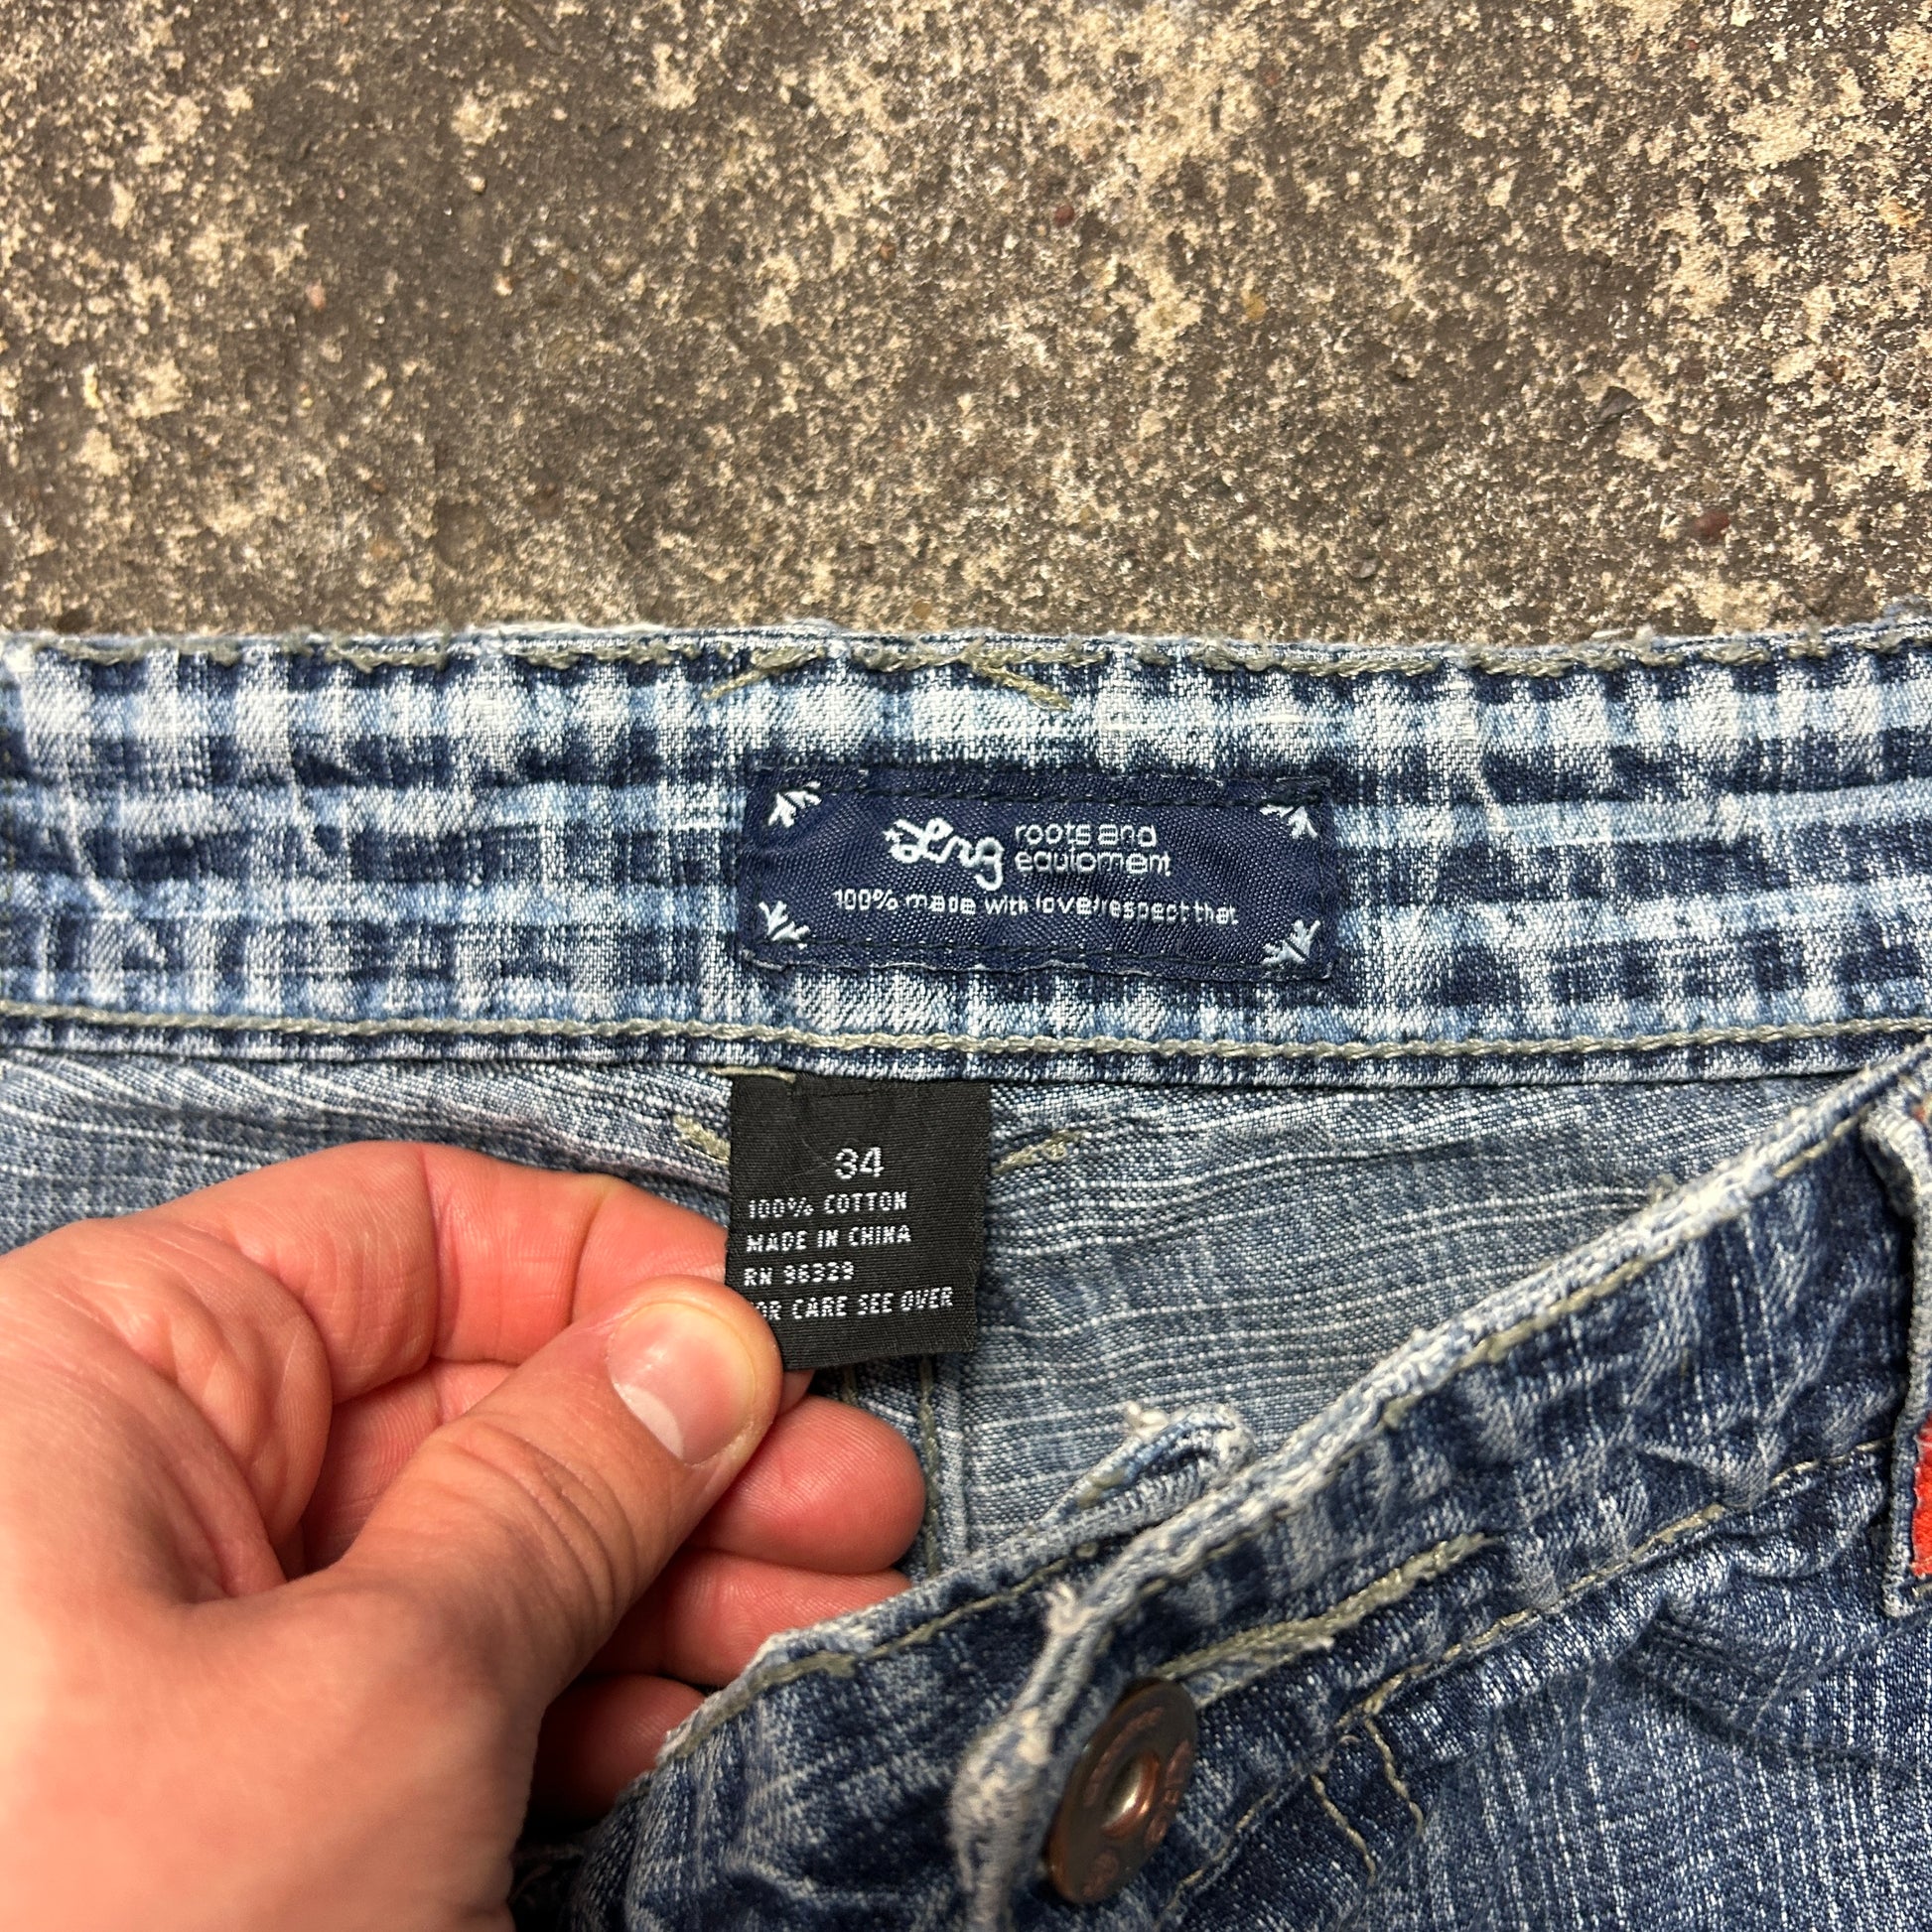 Lrg roots and
equipment
100% made with love/respect that
34
100% COTTON
MADE IN CHINA
RN 96329
OR CARE SEE OVER